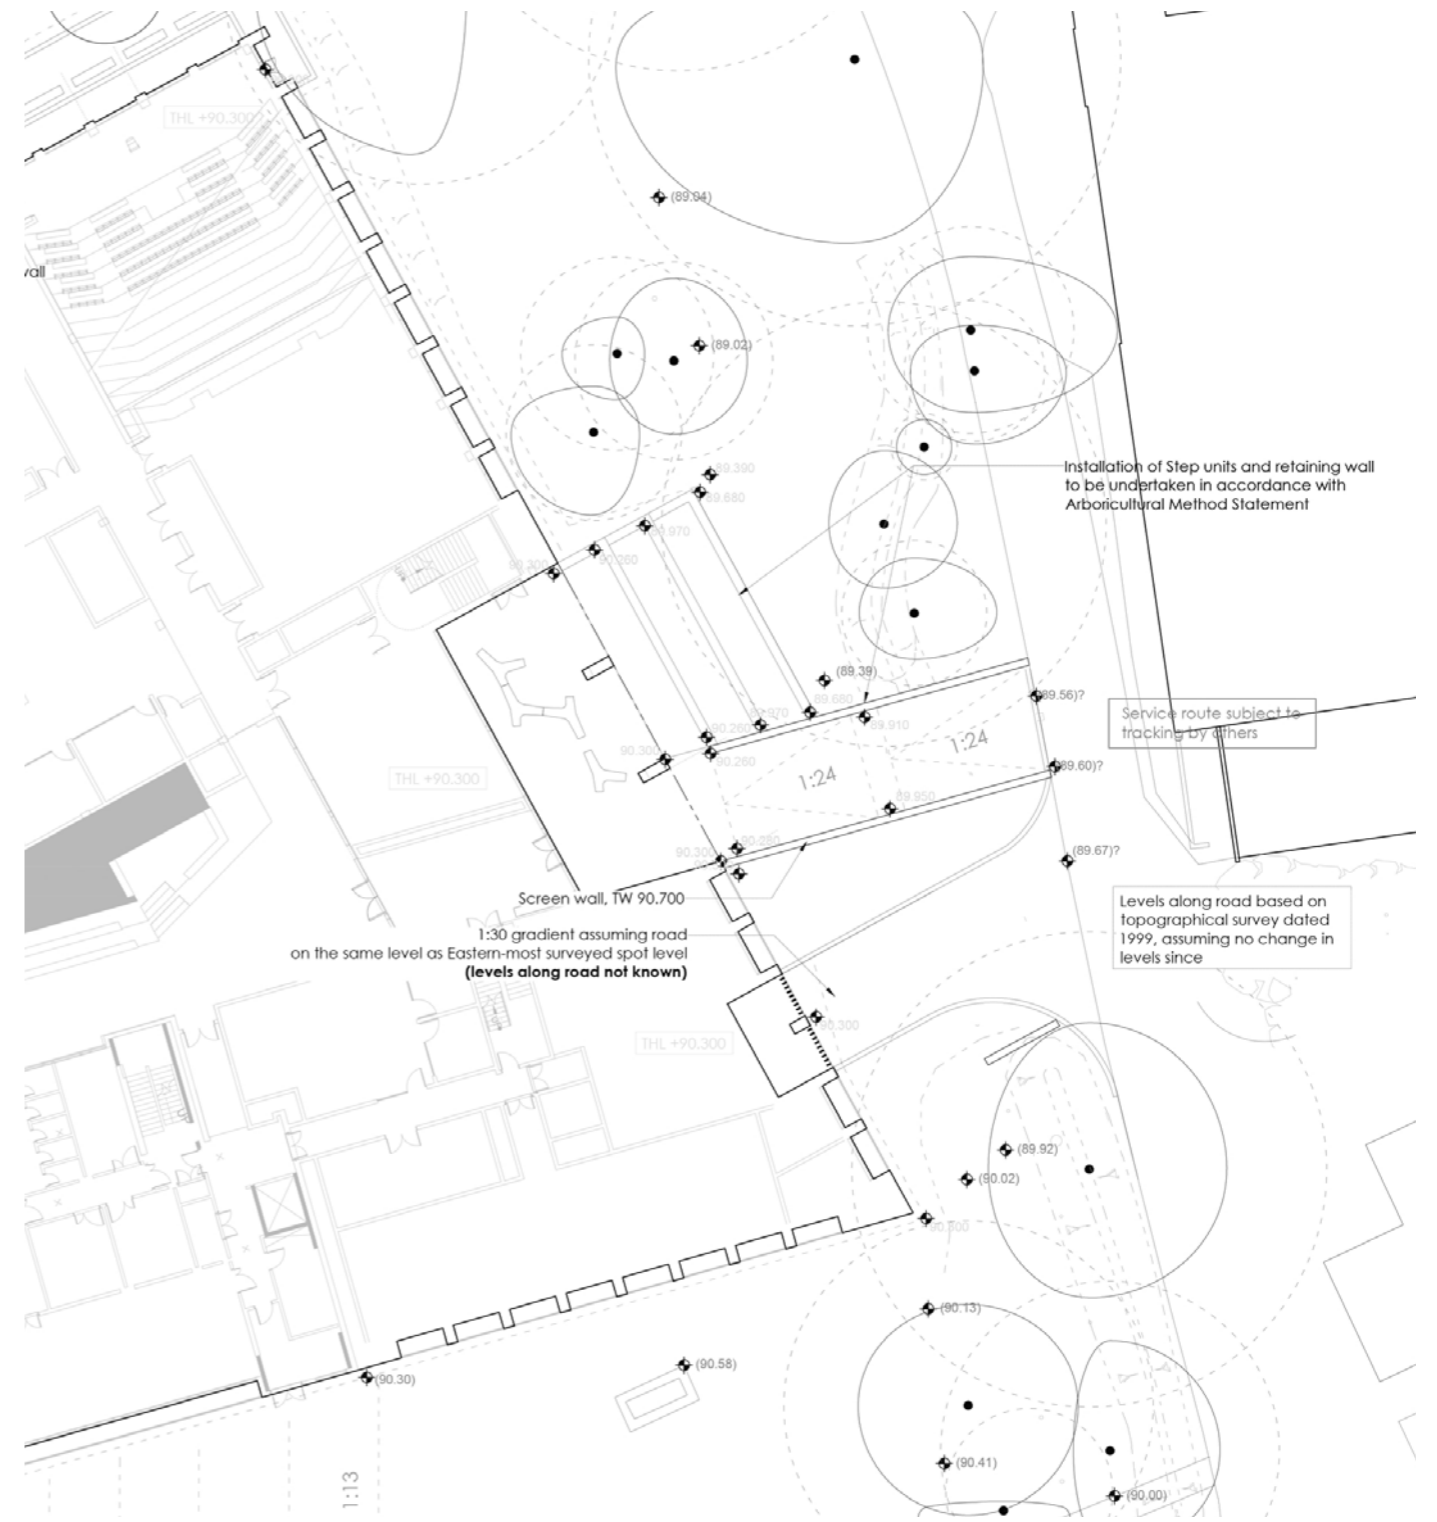 THL +90.300
(89.04)
vall
(89.02)
89.390
89.680
Installation of Step units and retaining wall
to be undertaken in accordance with
Arboricultural Method Statement
89.970
90.260
90.300
(89.39)
89.680
89.970
89.910
90.260
90.300
90.260
(89.56)?
Service route subject to
tracking by others
1:24
1:24
(89.60)?
THL +90.300
89.950
90.280
90.300
(89.67)?
Screen wall, TW 90.700
Levels along road based on
topographical survey dated
1999, assuming no change in
levels since
1:30 gradient assuming road
on the same level as Eastern-most surveyed spot level
(levels along road not known)
90.300
THL +90.300
(89.92)
(90.02)
90.300
(90.13)
(90.58)
(90.30)
(90.41)
1:13
(90.00)